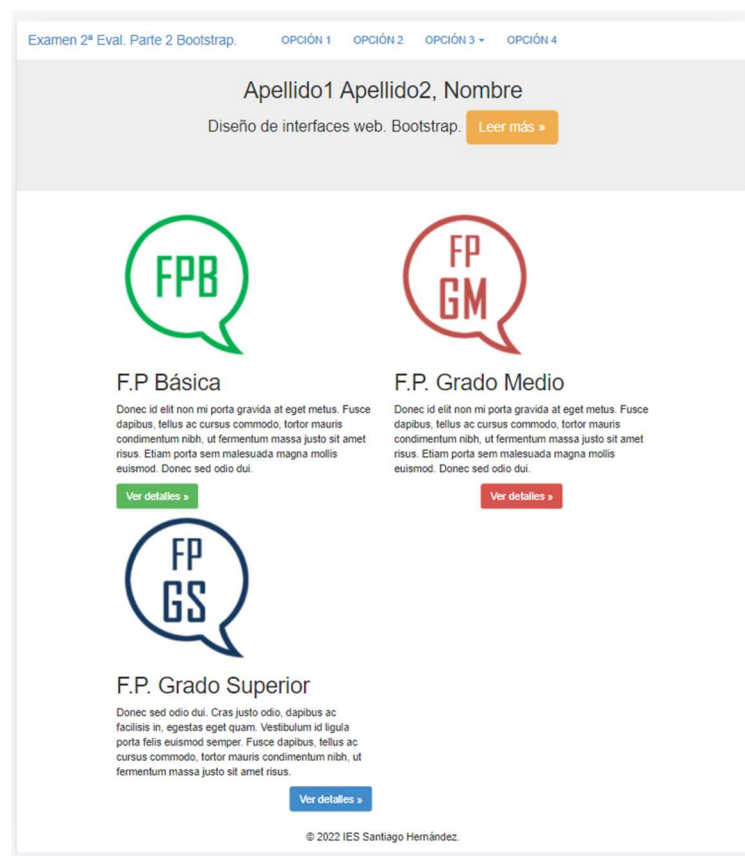 Examen 2ª Eval. Parte 2 Bootstrap. OPCIÓN 1 OPCIÓN 2 OPCIÓN 3 OPCIÓN 4
Apellido1 Apellido2, Nombre
Diseño de interfaces web. Bootstrap. Leer más »
FPB
FP
GM
F.P Básica
Donec id elit non mi porta gravida at eget metus. Fusce
dapibus, tellus ac cursus commodo, tortor mauris
condimentum nibh, ut fermentum massa justo sit amet
risus. Etiam porta sem malesuada magna mollis
euismod. Donec sed odio dui.
Ver detalles »
F.P. Grado Medio
Donec id elit non mi porta gravida at eget metus. Fusce
dapibus, tellus ac cursus commodo, tortor mauris
condimentum nibh, ut fermentum massa justo sit amet
risus. Etiam porta sem malesuada magna mollis
euismod. Donec sed odio dui.
Ver detalles »
FP
GS
F.P. Grado Superior
Donec sed odio dui. Cras justo odio, dapibus ac
facilisis in, egestas eget quam. Vestibulum id ligula
porta felis euismod semper. Fusce dapibus, tellus ac
cursus commodo, tortor mauris condimentum nibh, ut
fermentum massa justo sit amet risus.
Ver detalles »
© 2022 IES Santiago Hernández.